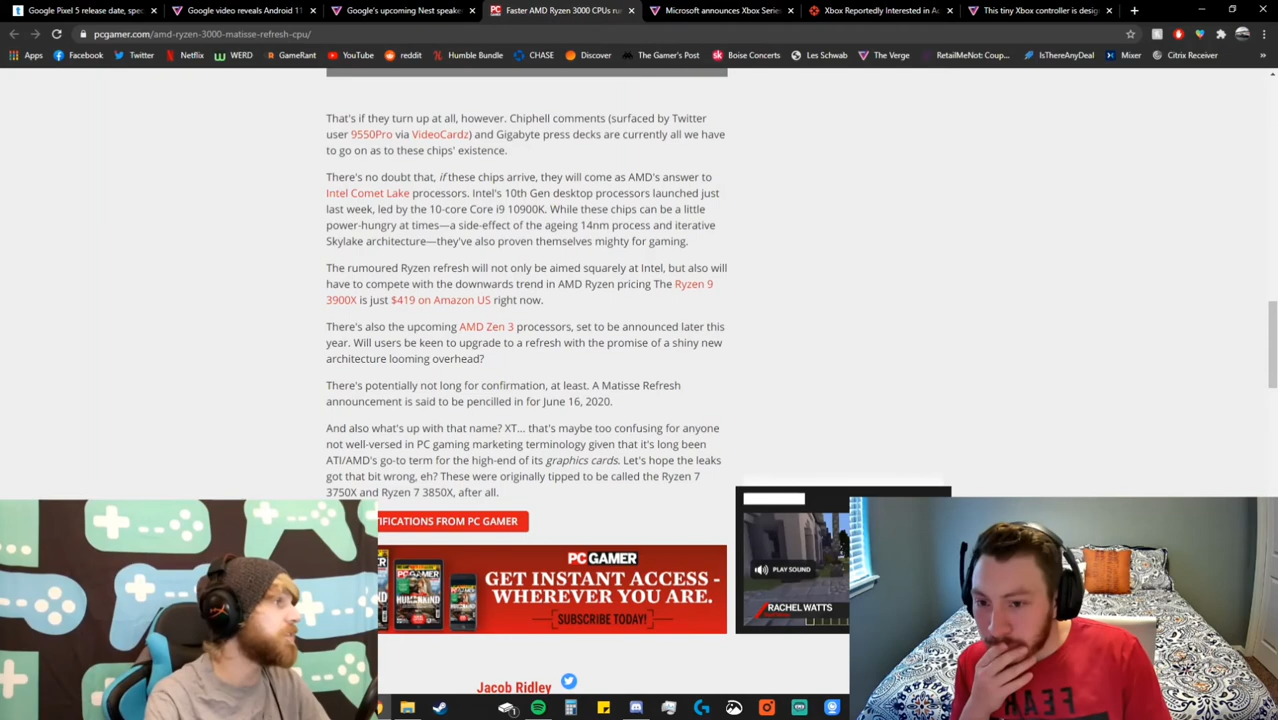 Google Pixel 5 release date, spec
Google video reveals Android 11
Google's upcoming Nest speake
Faster AMD Ryzen 3000 CPUs ru
Microsoft announces Xbox Series
Xbox Reportedly Interested in A
This tiny Xbox controller is desig
pcgamer.com/amd-ryzen-3000-matisse-refresh-cpu/
Apps Facebook Twitter Netflix WERD GameRant YouTube reddit Humble Bundle CHASE Discover The Gamer's Post Boise Concerts Les Schwab The Verge RetailMeNot: Coup... IsThereAnyDeal Mixer Citrix Receiver
That's if they turn up at all, however. Chiphell comments (surfaced by Twitter
user 9550Pro via VideoCardz) and Gigabyte press decks are currently all we have
to go on as to these chips' existence.
There's no doubt that, if these chips arrive, they will come as AMD's answer to
Intel Comet Lake processors. Intel's 10th Gen desktop processors launched just
last week, led by the 10-core Core i9 10900K. While these chips can be a little
power-hungry at times—a side-effect of the ageing 14nm process and iterative
Skylake architecture—they've also proven themselves mighty for gaming.
The rumoured Ryzen refresh will not only be aimed squarely at Intel, but also will
have to compete with the downwards trend in AMD Ryzen pricing The Ryzen 9
3900X is just $419 on Amazon US right now.
There's also the upcoming AMD Zen 3 processors, set to be announced later this
year. Will users be keen to upgrade to a refresh with the promise of a shiny new
architecture looming overhead?
There's potentially not long for confirmation, at least. A Matisse Refresh
announcement is said to be pencilled in for June 16, 2020.
And also what's up with that name? XT... that's maybe too confusing for anyone
not well-versed in PC gaming marketing terminology given that it's long been
ATI/AMD's go-to term for the high-end of its graphics cards. Let's hope the leaks
got that bit wrong, eh? These were originally tipped to be called the Ryzen 7
3750X and Ryzen 7 3850X, after all.
TIFICATIONS FROM PC GAMER
PC GAMER
HUMANKIND
PC GAMER
GET INSTANT ACCESS -
WHEREVER YOU ARE.
SUBSCRIBE TODAY!
PLAY SOUND
RACHEL WATTS
Jacob Ridley
FEAR